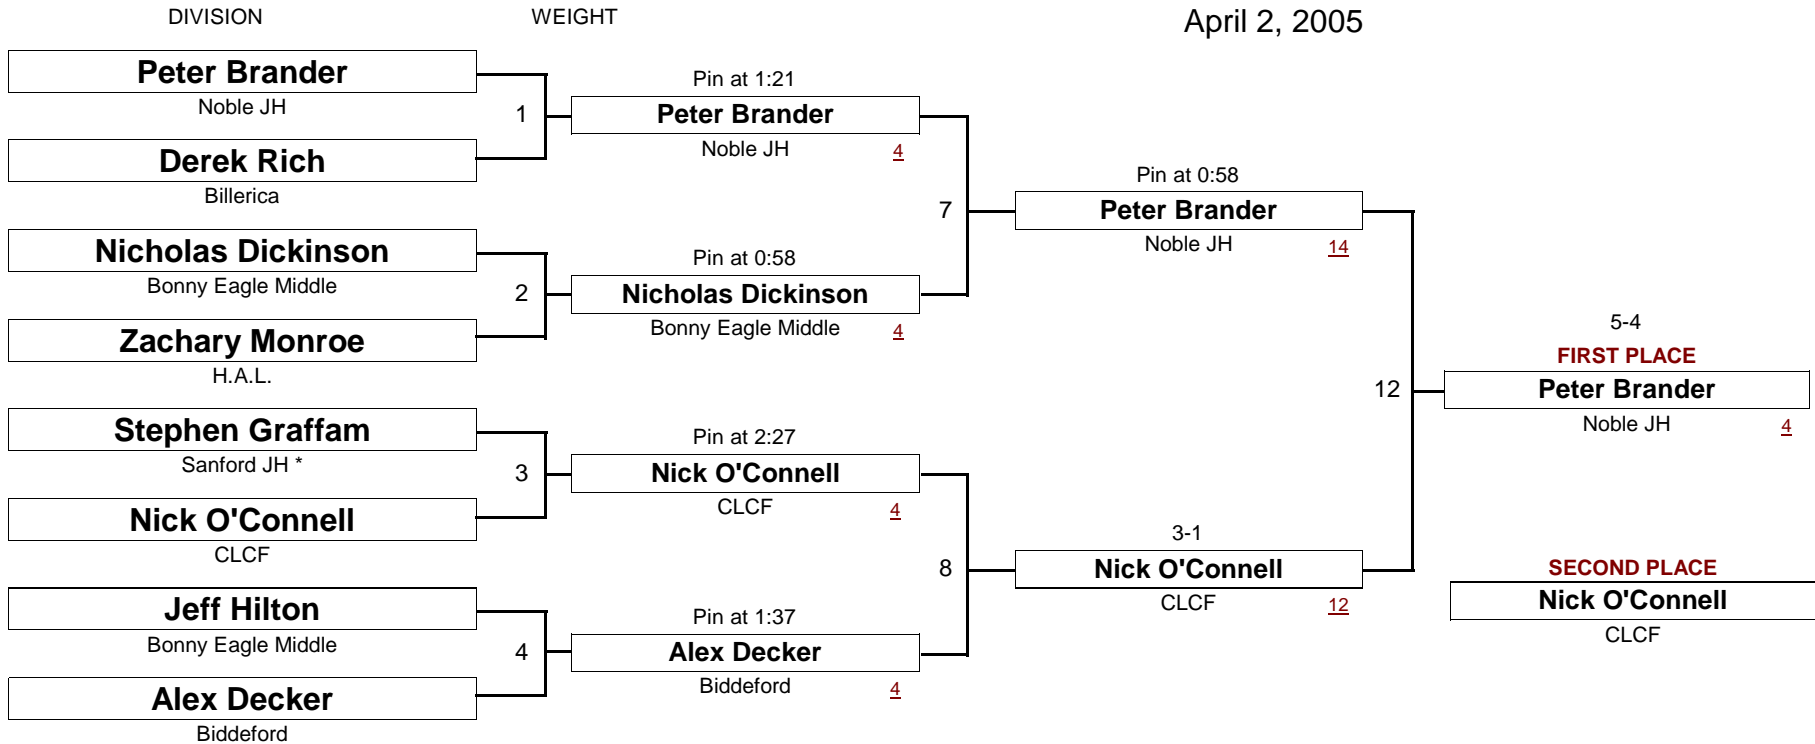 DIVISION
WEIGHT
April 2, 2005
Peter Brander
Noble JH
1
Derek Rich
Billerica
Nicholas Dickinson
Bonny Eagle Middle
2
Zachary Monroe
H.A.L.
Stephen Graffam
Sanford JH *
3
Nick O'Connell
CLCF
Jeff Hilton
Bonny Eagle Middle
4
Alex Decker
Biddeford
Pin at 1:21
Peter Brander
Noble JH
4
7
Pin at 0:58
Nicholas Dickinson
Bonny Eagle Middle
4
Pin at 2:27
Nick O'Connell
CLCF
4
8
Pin at 1:37
Alex Decker
Biddeford
4
Pin at 0:58
Peter Brander
Noble JH
14
12
3-1
Nick O'Connell
CLCF
12
5-4
FIRST PLACE
Peter Brander
Noble JH
4
SECOND PLACE
Nick O'Connell
CLCF